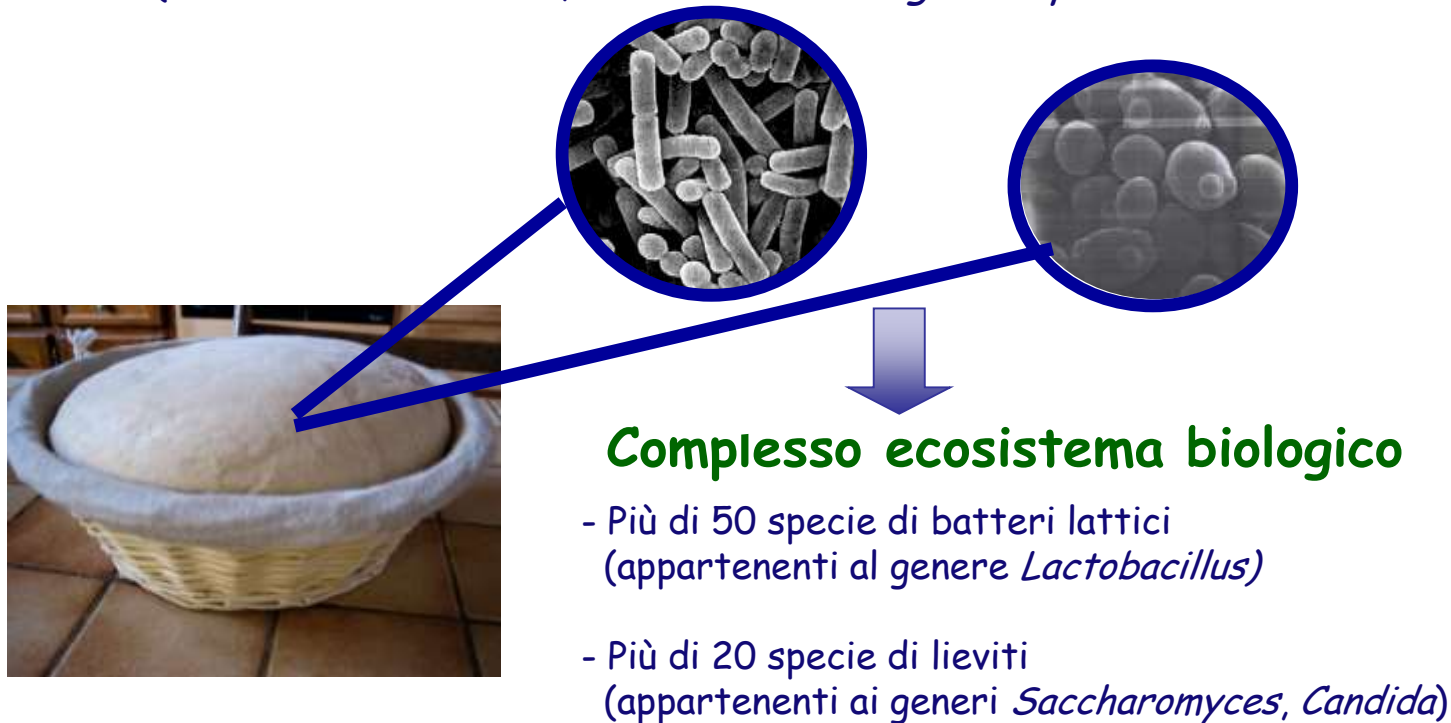 Complesso ecosistema biologico
- Più di 50 specie di batteri lattici
(appartenenti al genere Lactobacillus)
- Più di 20 specie di lieviti
(appartenenti ai generi Saccharomyces, Candida)